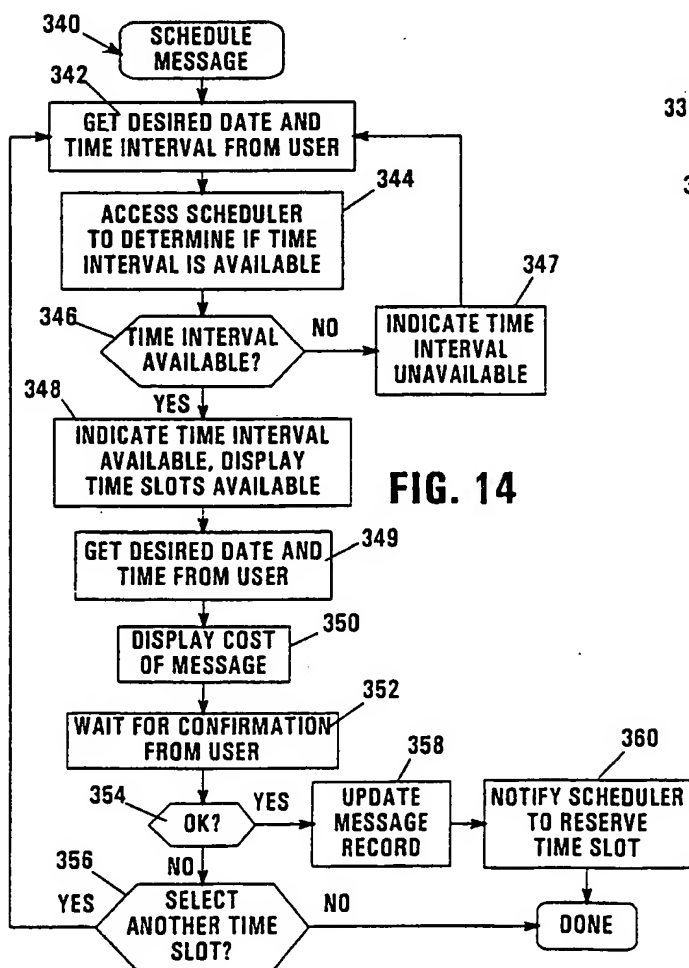 340
SCHEDULE
MESSAGE
342
GET DESIRED DATE AND
TIME INTERVAL FROM USER
33
3
344
ACCESS SCHEDULER
TO DETERMINE IF TIME
INTERVAL IS AVAILABLE
346
TIME INTERVAL
AVAILABLE?
NO
347
INDICATE TIME
INTERVAL
UNAVAILABLE
348
YES
INDICATE TIME INTERVAL
AVAILABLE, DISPLAY
TIME SLOTS AVAILABLE
FIG. 14
349
GET DESIRED DATE AND
TIME FROM USER
350
DISPLAY COST
OF MESSAGE
352
WAIT FOR CONFIRMATION
FROM USER
354
OK?
YES
358
UPDATE
MESSAGE
RECORD
360
NOTIFY SCHEDULER
TO RESERVE
TIME SLOT
NO
356
YES
SELECT
ANOTHER TIME
SLOT?
NO
DONE